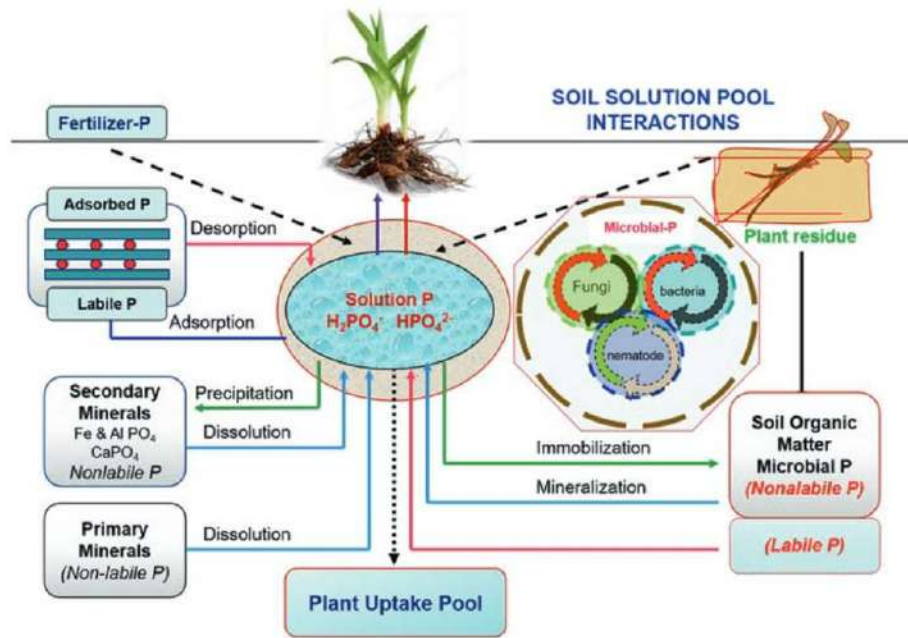 SOIL SOLUTION POOL
INTERACTIONS
Fertilizer-P
Adsorbed P
Labile P
Desorption
Adsorption
Solution P
H₂PO₄⁻ HPO₄²⁻
Microbial-P
Fungi
bacteria
nematode
Plant residue
Secondary
Minerals
Fe & Al PO₄
CaPO₄
Nonlabile P
Precipitation
Dissolution
Primary
Minerals
(Non-labile P)
Dissolution
Immobilization
Mineralization
Soil Organic
Matter
Microbial P
(Nonalabile P)
(Labile P)
Plant Uptake Pool